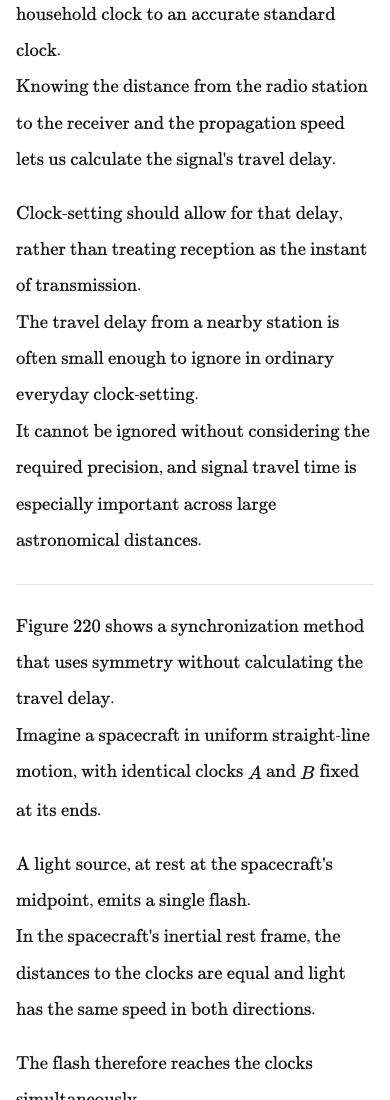 household clock to an accurate standard
clock.
Knowing the distance from the radio station
to the receiver and the propagation speed
lets us calculate the signal's travel delay.
Clock-setting should allow for that delay,
rather than treating reception as the instant
of transmission.
The travel delay from a nearby station is
often small enough to ignore in ordinary
everyday clock-setting.
It cannot be ignored without considering the
required precision, and signal travel time is
especially important across large
astronomical distances.
Figure 220 shows a synchronization method
that uses symmetry without calculating the
travel delay.
Imagine a spacecraft in uniform straight-line
motion, with identical clocks A and B fixed
at its ends.
A light source, at rest at the spacecraft's
midpoint, emits a single flash.
In the spacecraft's inertial rest frame, the
distances to the clocks are equal and light
has the same speed in both directions.
The flash therefore reaches the clocks
simultaneously